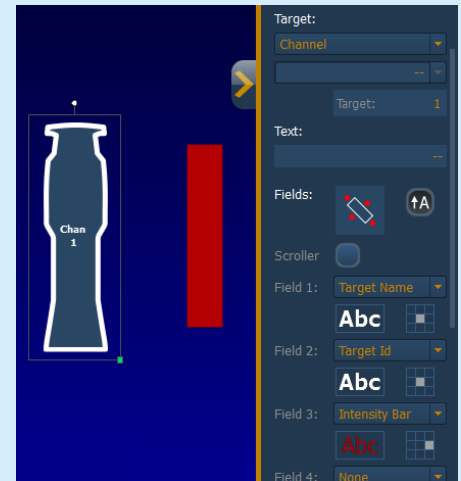 Target:
Channel
--
Target: 1
Text:
--
Chan
1
Fields:
A
Scroller
Field 1: Target Name
Abc
Field 2: Target Id
Abc
Field 3: Intensity Bar
Abc
Field 4: None